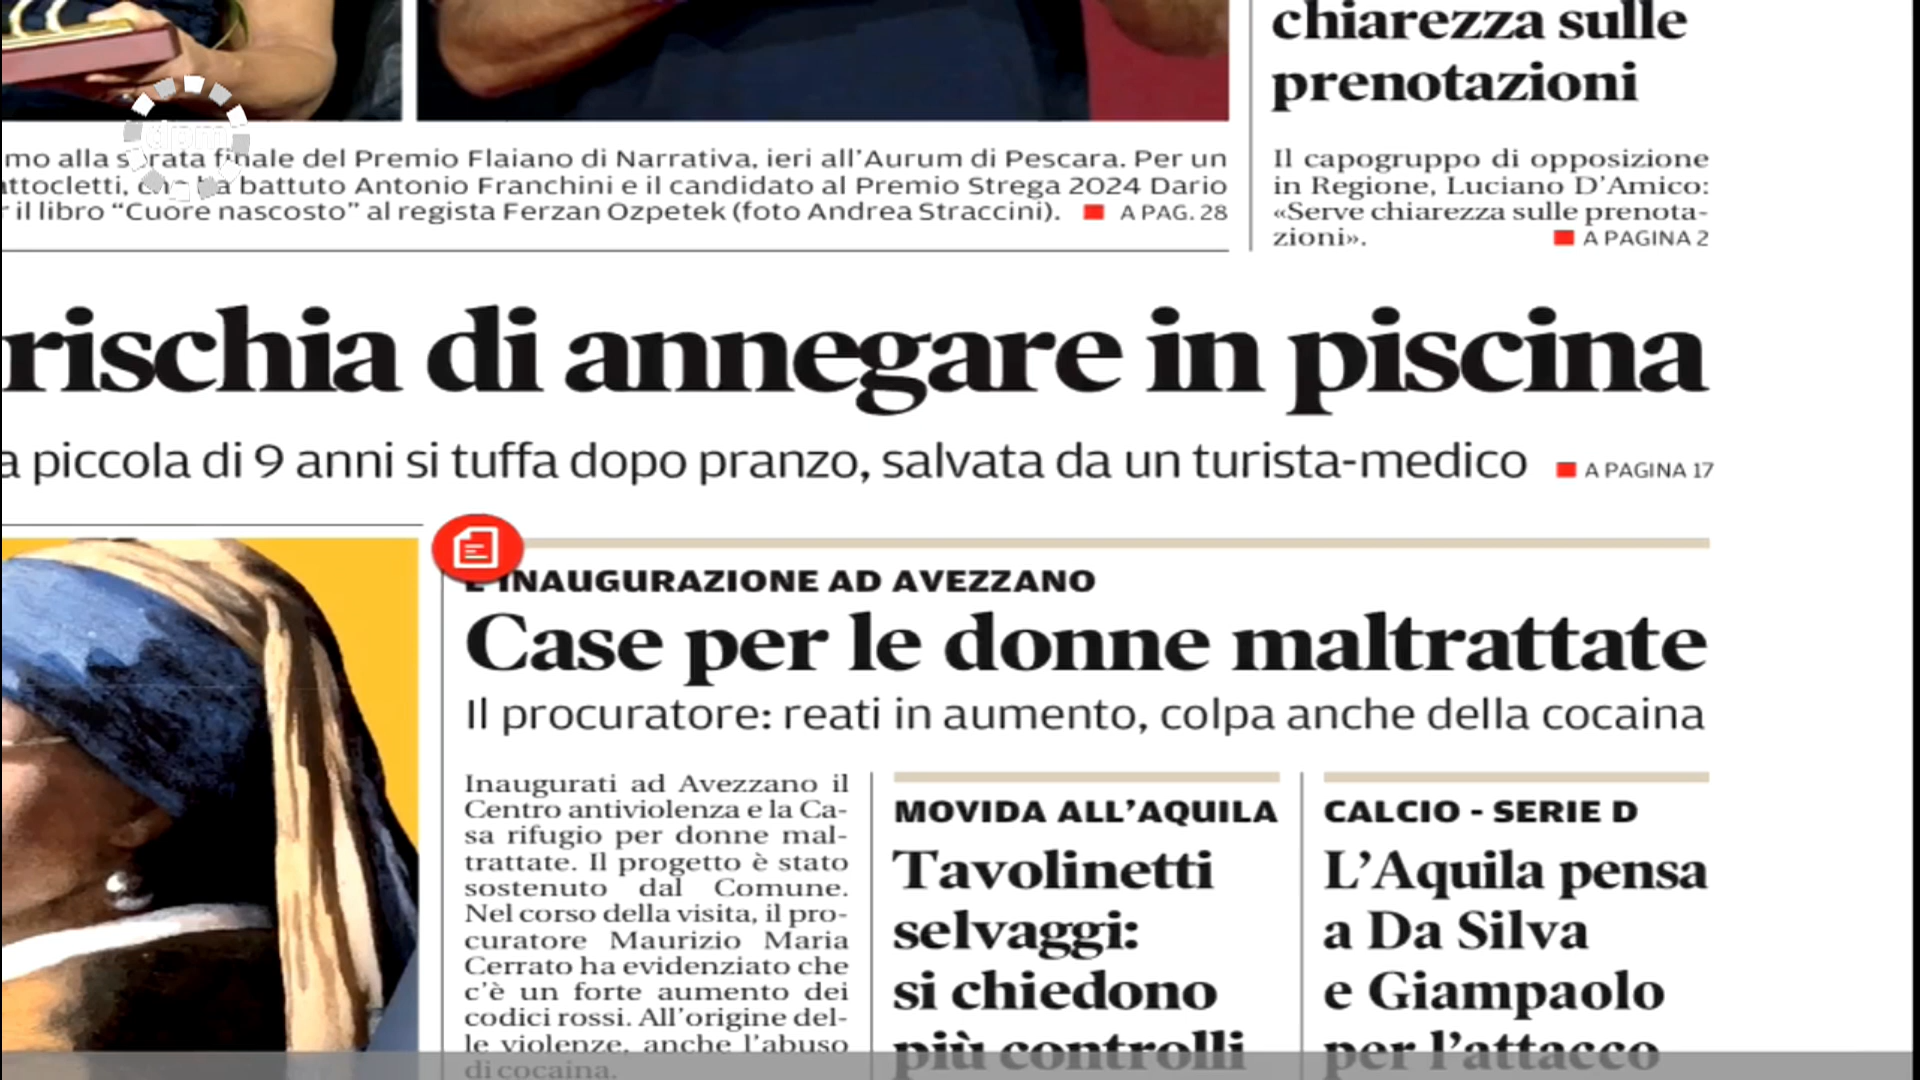 chiarezza sulle
prenotazioni
Il capogruppo di opposizione
in Regione, Luciano D'Amico:
«Serve chiarezza sulle prenota-
zioni».
A PAGINA 2
dpm
mo alla serata finale del Premio Flaiano di Narrativa, ieri all'Aurum di Pescara. Per un
attocletti, che ha battuto Antonio Franchini e il candidato al Premio Strega 2024 Dario
r il libro “Cuore nascosto” al regista Ferzan Ozpetek (foto Andrea Straccini).
A PAG. 28
rischia di annegare in piscina
a piccola di 9 anni si tuffa dopo pranzo, salvata da un turista-medico
A PAGINA 17
INAUGURAZIONE AD AVEZZANO
Case per le donne maltrattate
Il procuratore: reati in aumento, colpa anche della cocaina
Inaugurati ad Avezzano il
Centro antiviolenza e la Ca-
sa rifugio per donne mal-
trattate. Il progetto è stato
sostenuto dal Comune.
Nel corso della visita, il pro-
curatore Maurizio Maria
Cerrato ha evidenziato che
c'è un forte aumento dei
codici rossi. All'origine del-
le violenze, anche l'abuso
di cocaina.
MOVIDA ALL'AQUILA
Tavolinetti
selvaggi:
si chiedono
più controlli
CALCIO - SERIE D
L'Aquila pensa
a Da Silva
e Giampaolo
per l'attacco